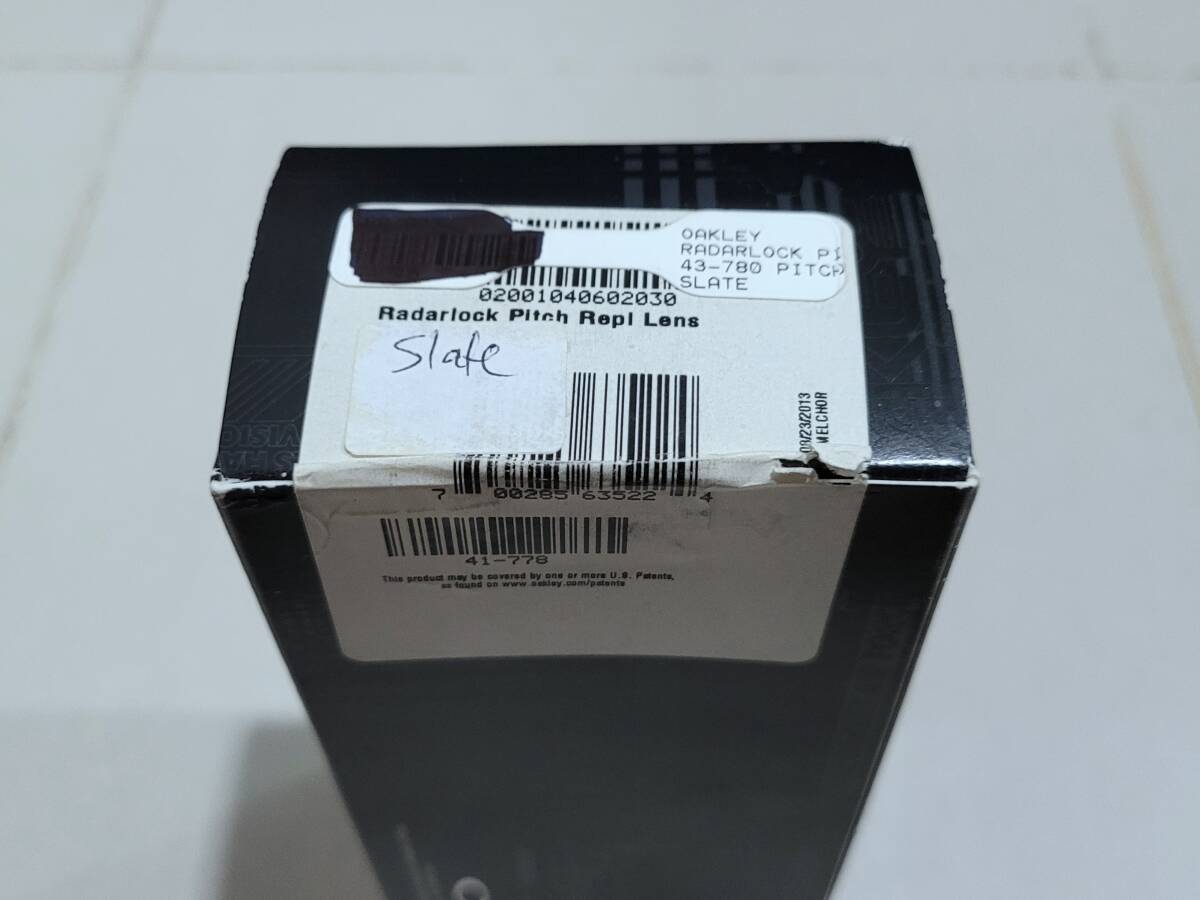 OAKLEY
RADARLOCK PI
43-780 PITCH
SLATE
02001040602030
Radarlock Pitch Repl Lens
Slate
08/23/2013
MELCHOR
7 00285 63522 4
41-778
This product may be covered by one or more U.S. Patents,
as found on www.oakley.com/patents